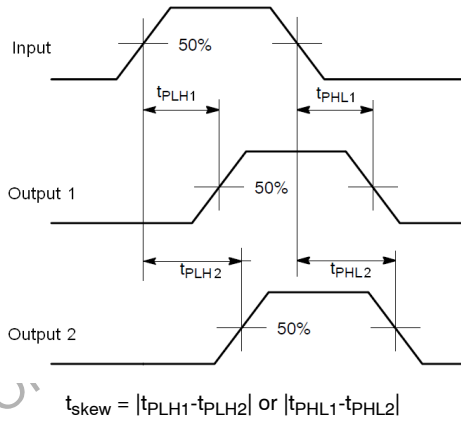 Input
50%
tPLH1
tPHL1
Output 1
50%
tPLH2
tPHL2
Output 2
50%
tskew = |tPLH1-tPLH2| or |tPHL1-tPHL2|